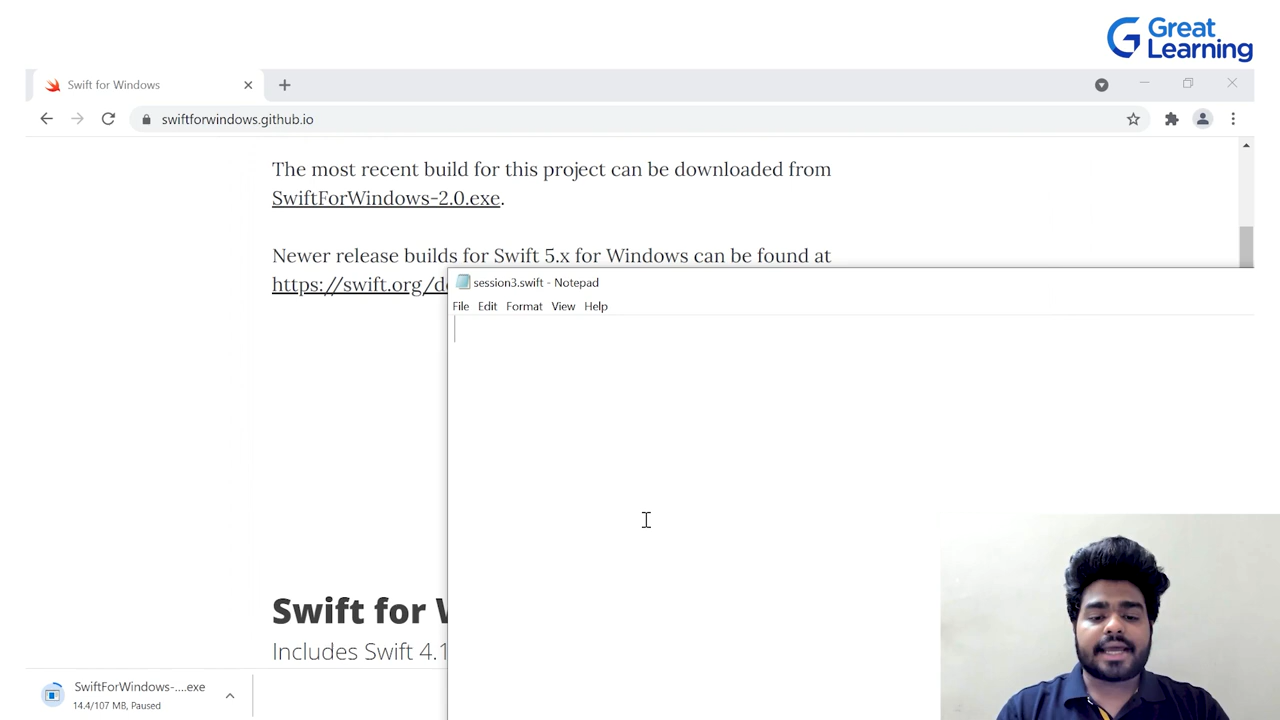 Great
Learning
Swift for Windows
swiftforwindows.github.io
The most recent build for this project can be downloaded from
SwiftForWindows-2.0.exe.
Newer release builds for Swift 5.x for Windows can be found at
https://swift.org/do
session3.swift - Notepad
File Edit Format View Help
Swift for W
Includes Swift 4.1
SwiftForWindows-....exe
14.4/107 MB, Paused